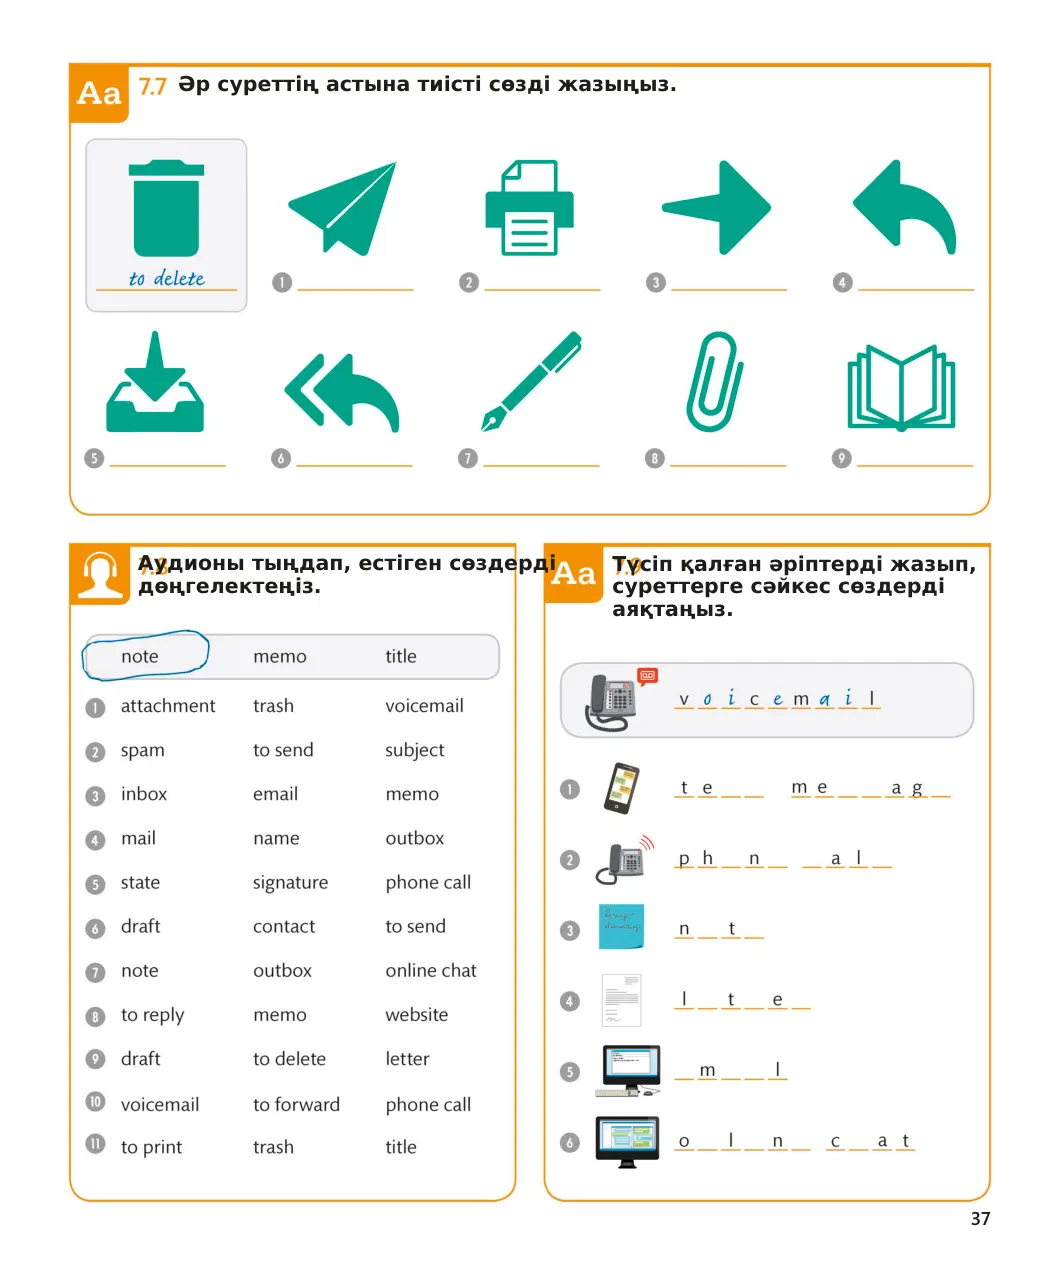 Aa 7.7 Әр суреттің астына тиісті сөзді жазыңыз.
to delete
1
2
3
4
5
6
7
8
9
Аудионы тыңдап, естіген сөздерді
дөңгелектеңіз.
note memo title
1 attachment trash voicemail
2 spam to send subject
3 inbox email memo
4 mail name outbox
5 state signature phone call
6 draft contact to send
7 note outbox online chat
8 to reply memo website
9 draft to delete letter
10 voicemail to forward phone call
11 to print trash title
Aa Түсіп қалған әріптерді жазып,
суреттерге сәйкес сөздерді
аяқтаңыз.
v o i c e m a i l
1 t e _ _ m e _ _ a g _
2 p h _ n _ _ a l _
3 n _ t _
4 l _ t _ e _
5 _ m _ _ l
6 o _ l _ n _ c _ a t
37